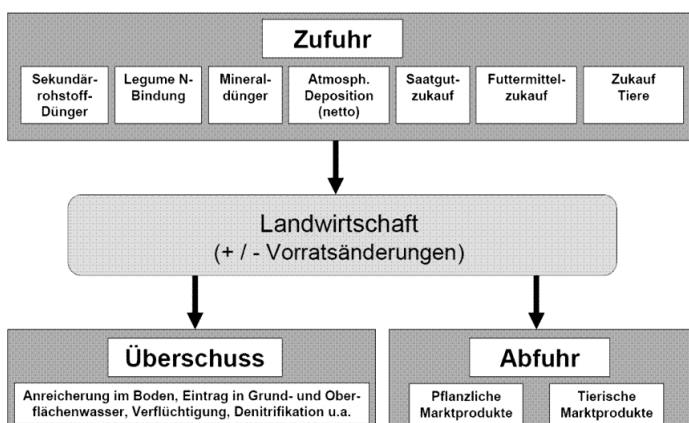 Zufuhr
Sekundär-
rohstoff-
Dünger
Legume N-
Bindung
Mineral-
dünger
Atmosph.
Deposition
(netto)
Saatgut-
zukauf
Futtermittel-
zukauf
Zukauf
Tiere
Landwirtschaft
(+ / - Vorratsänderungen)
Überschuss
Anreicherung im Boden, Eintrag in Grund- und Ober-
flächenwasser, Verflüchtigung, Denitrifikation u.a.
Abfuhr
Pflanzliche
Marktprodukte
Tierische
Marktprodukte